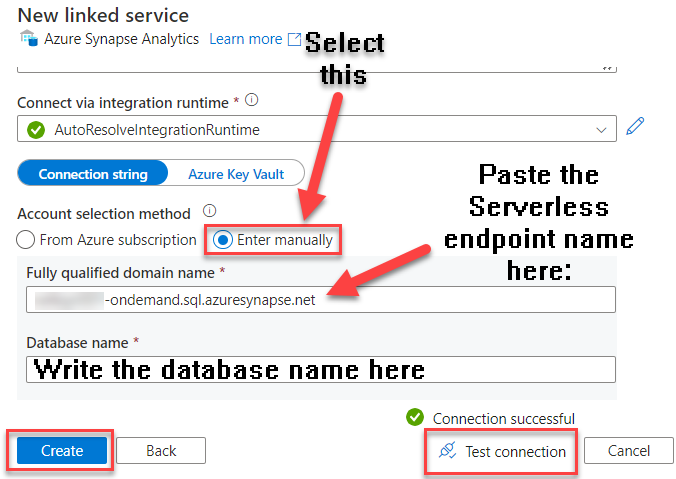 New linked service
Azure Synapse Analytics Learn more
Select
this
Connect via integration runtime *
AutoResolveIntegrationRuntime
Connection string Azure Key Vault
Paste the
Serverless
endpoint name
here:
Account selection method
From Azure subscription Enter manually
Fully qualified domain name *
-ondemand.sql.azuresynapse.net
Database name *
Write the database name here
Connection successful
Create Back Test connection Cancel